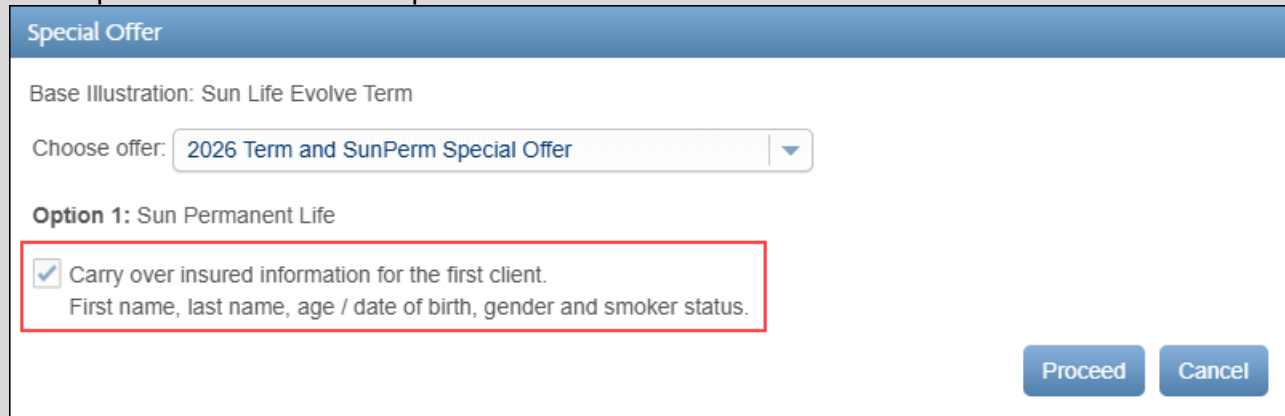 Special Offer
Base Illustration: Sun Life Evolve Term
Choose offer: 2026 Term and SunPerm Special Offer
Option 1: Sun Permanent Life
Carry over insured information for the first client.
First name, last name, age / date of birth, gender and smoker status.
Proceed Cancel